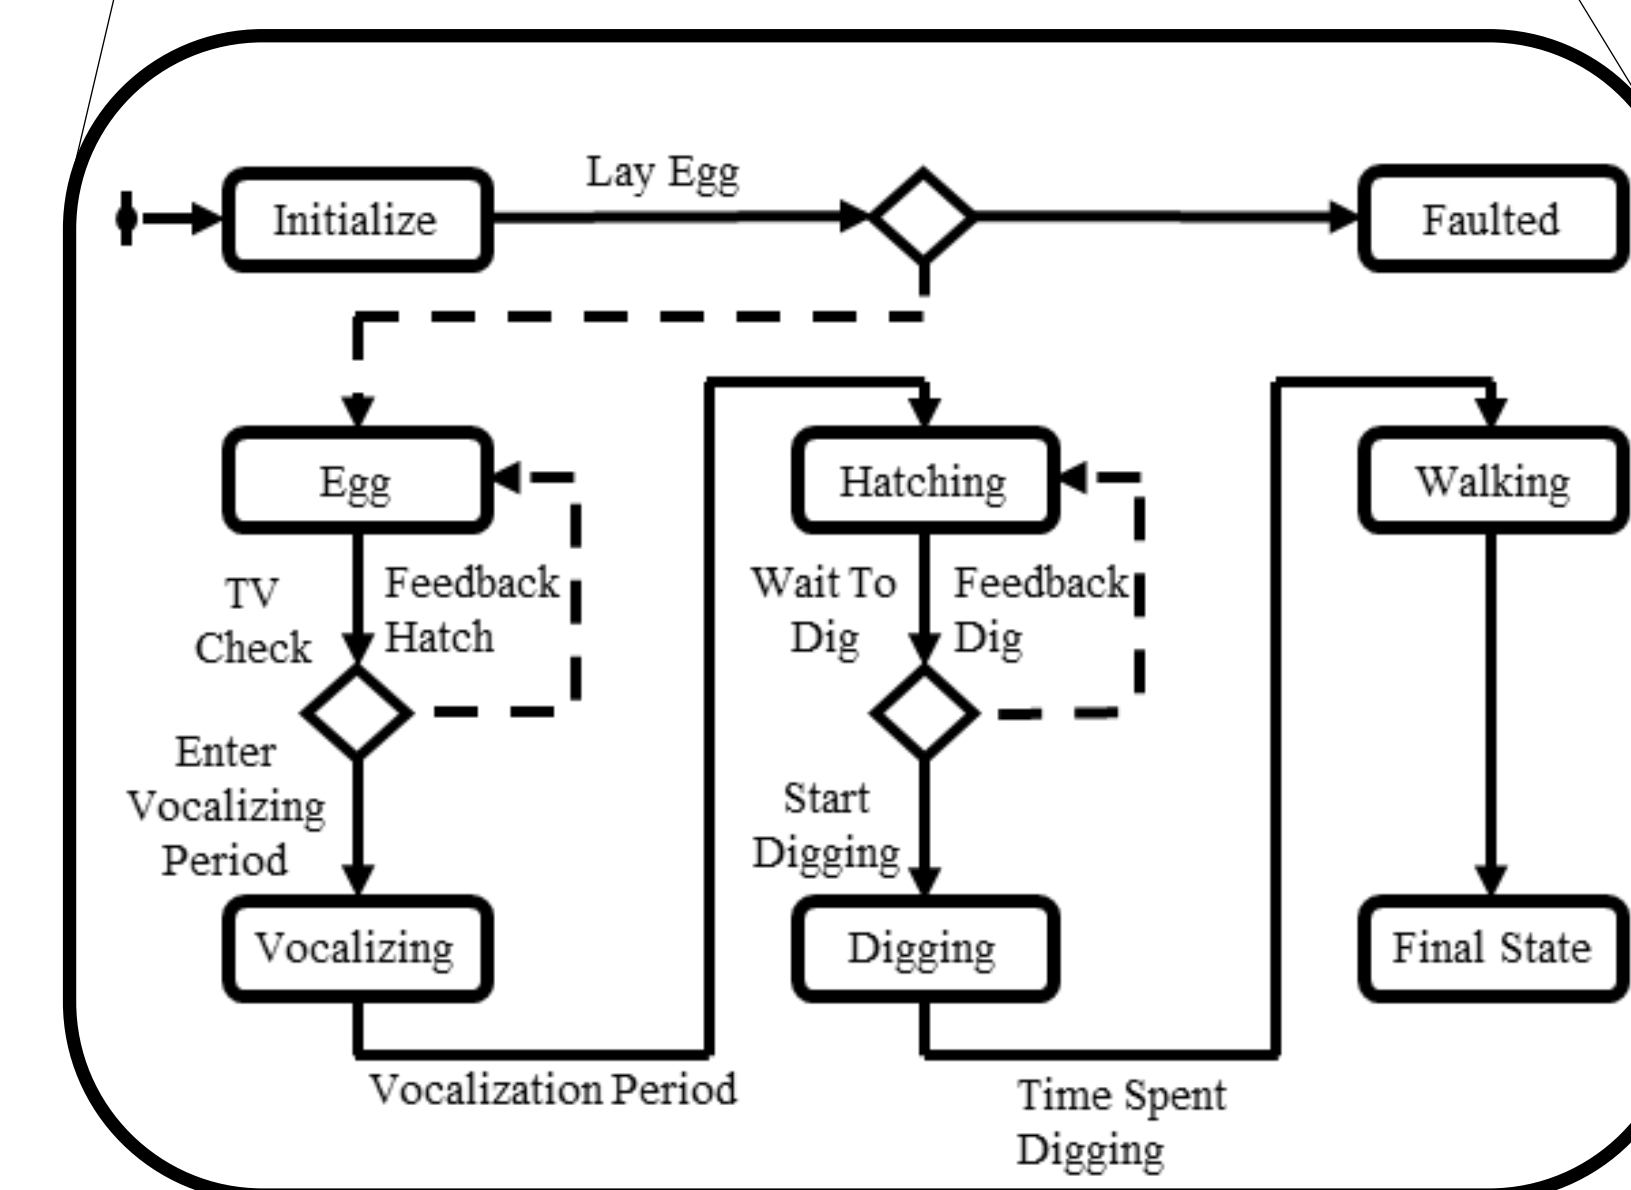 Lay Egg
Initialize
Faulted
Egg
Hatching
Walking
TV
Check
Feedback
Hatch
Wait To
Dig
Feedback
Dig
Enter
Vocalizing
Period
Start
Digging
Vocalizing
Digging
Final State
Vocalization Period
Time Spent
Digging